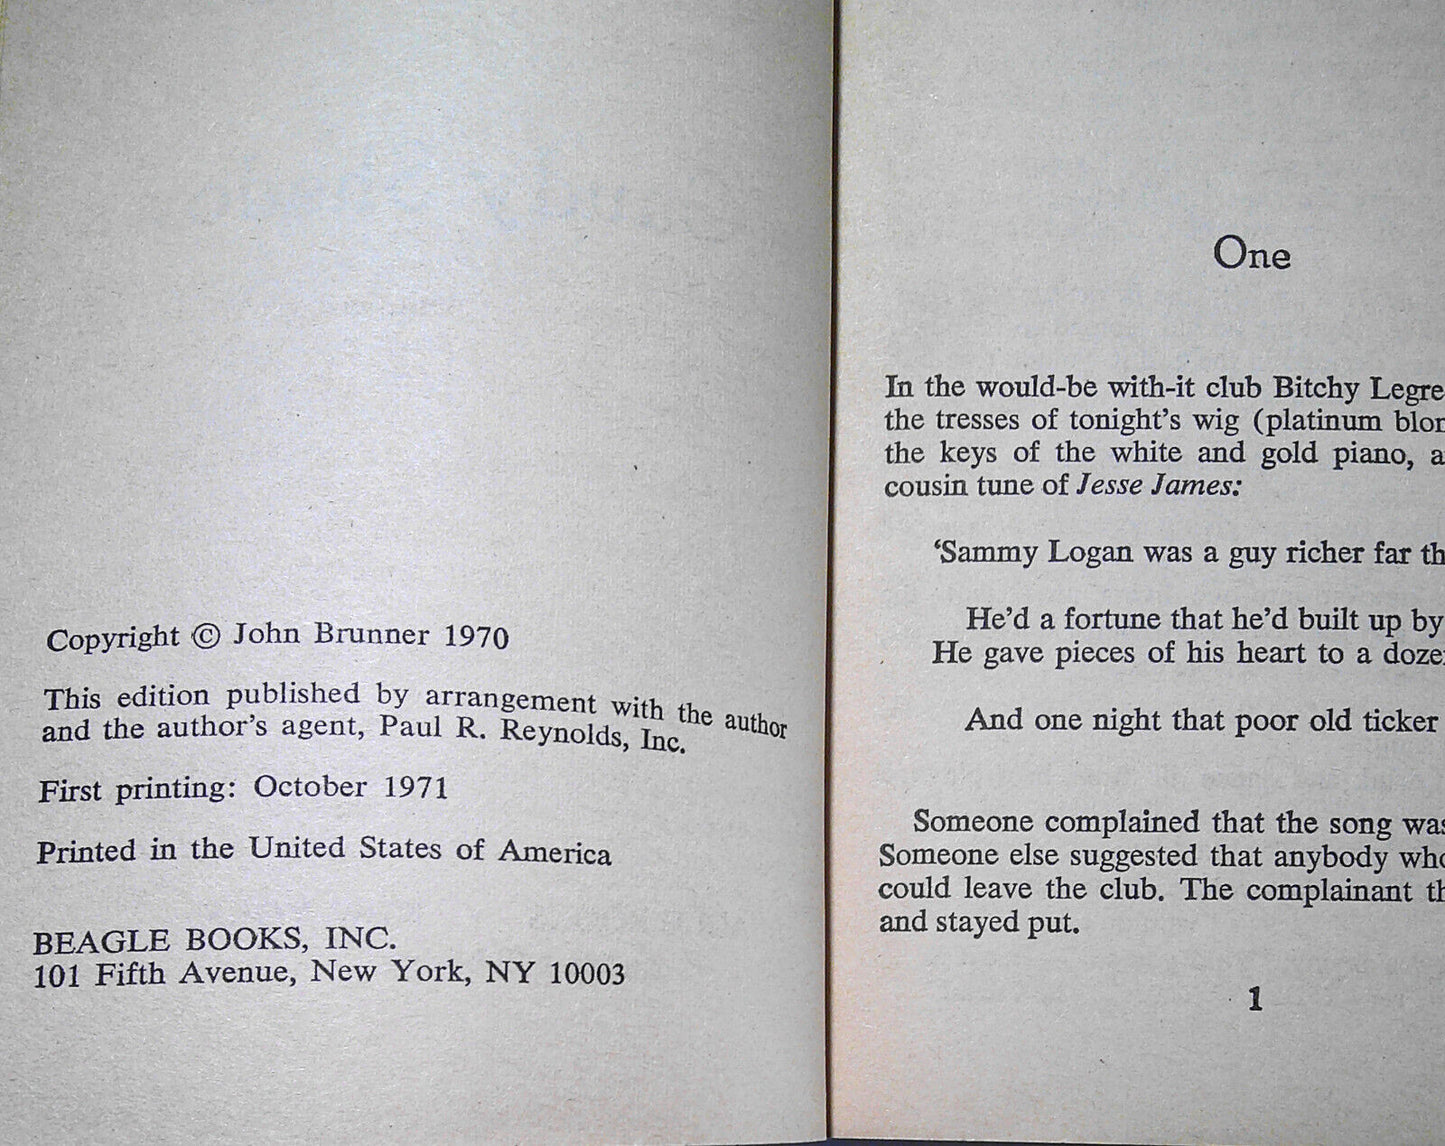 Copyright © John Brunner 1970
This edition published by arrangement with the author
and the author's agent, Paul R. Reynolds, Inc.
First printing: October 1971
Printed in the United States of America
BEAGLE BOOKS, INC.
101 Fifth Avenue, New York, NY 10003
One
In the would-be with-it club Bitchy Legre
the tresses of tonight's wig (platinum blon
the keys of the white and gold piano, a
cousin tune of Jesse James:
'Sammy Logan was a guy richer far th
He'd a fortune that he'd built up by
He gave pieces of his heart to a doze
And one night that poor old ticker
Someone complained that the song was
Someone else suggested that anybody who
could leave the club. The complainant th
and stayed put.
1